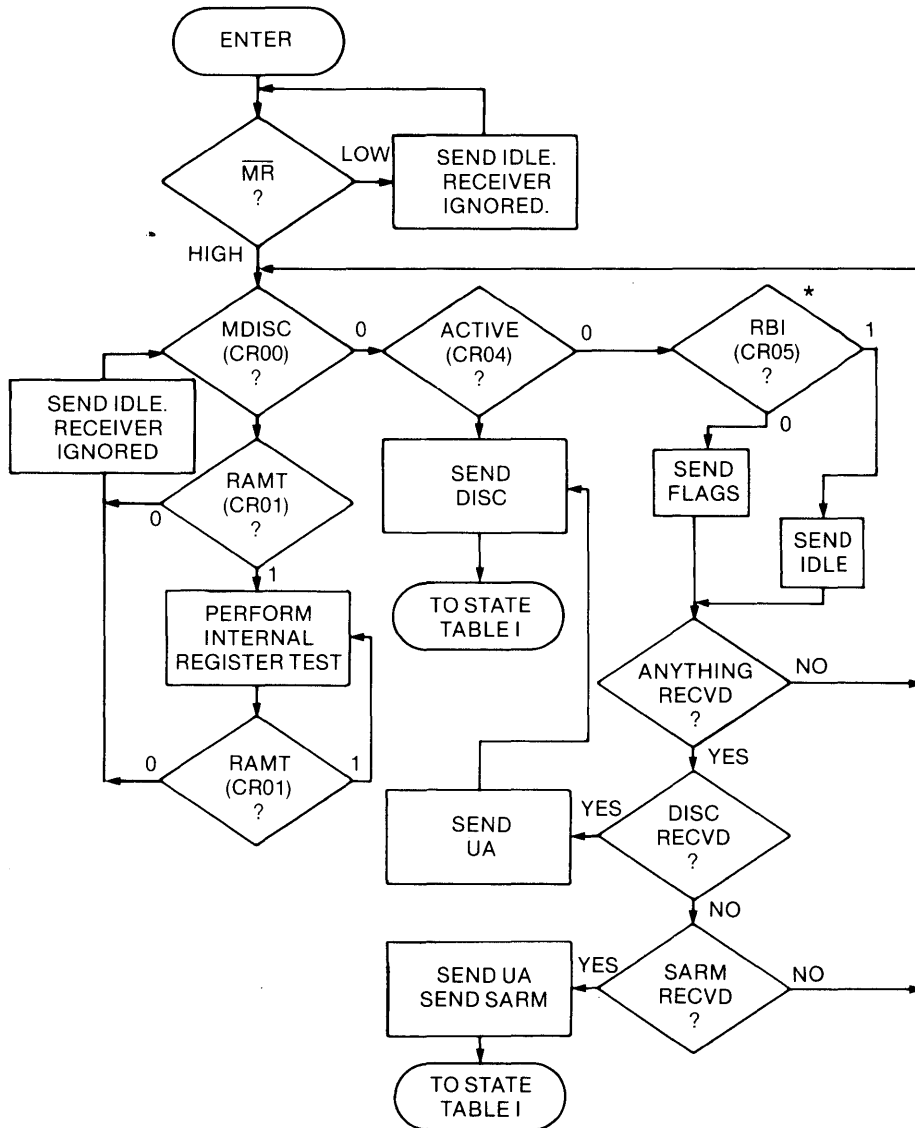 ENTER
MR
?
LOW
SEND IDLE.
RECEIVER
IGNORED.
HIGH
MDISC
(CR00)
?
0
ACTIVE
(CR04)
?
0
*
RBI
(CR05)
?
1
0
SEND IDLE.
RECEIVER
IGNORED
RAMT
(CR01)
?
0
1
SEND
DISC
SEND
FLAGS
SEND
IDLE
TO STATE
TABLE I
PERFORM
INTERNAL
REGISTER TEST
RAMT
(CR01)
?
0
1
ANYTHING
RECVD
?
NO
YES
DISC
RECVD
?
YES
SEND
UA
NO
SARM
RECVD
?
YES
NO
SEND UA
SEND SARM
TO STATE
TABLE I